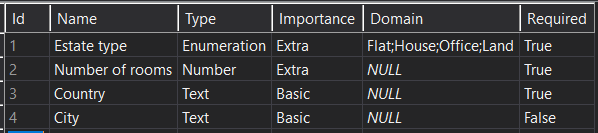 Id Name Type Importance Domain Required
1 Estate type Enumeration Extra Flat;House;Office;Land True
2 Number of rooms Number Extra NULL True
3 Country Text Basic NULL True
4 City Text Basic NULL False